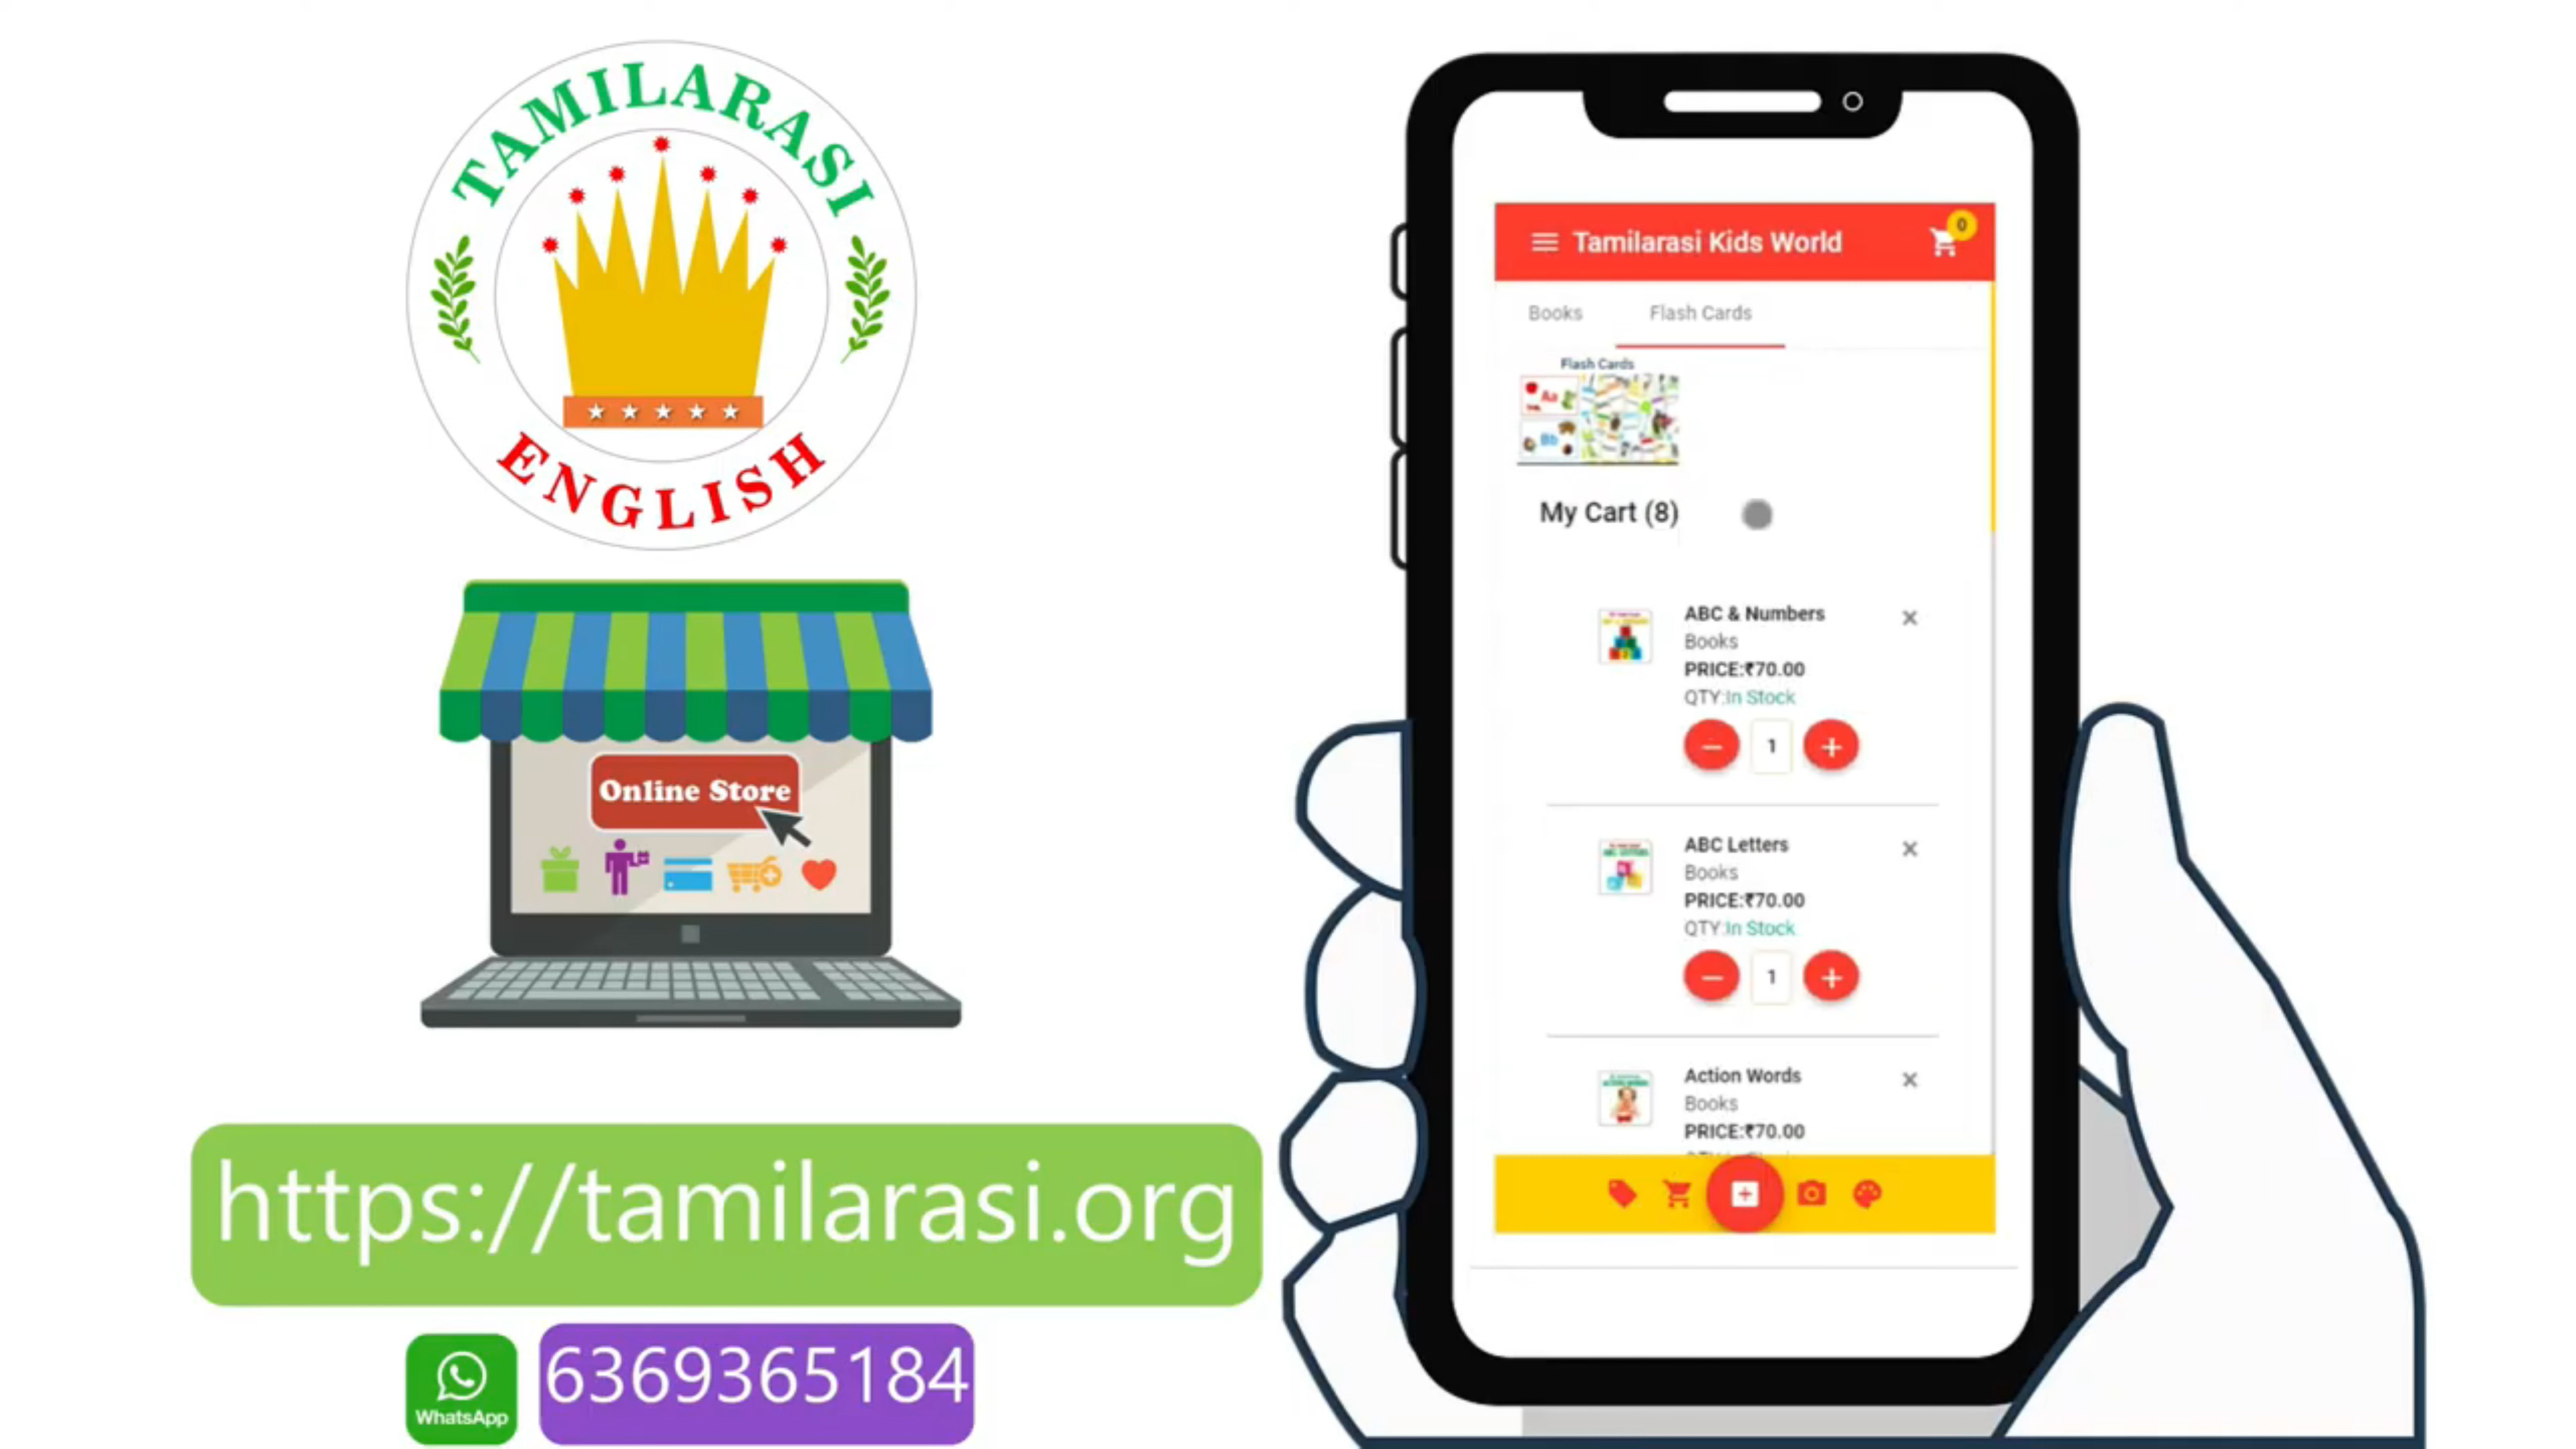 TAMILARASI
ENGLISH
Online Store
https://tamilarasi.org
WhatsApp
6369365184
Tamilarasi Kids World
0
Books
Flash Cards
Flash Cards
Aa
Bb
My Cart (8)
ABC & Numbers
Books
PRICE:₹70.00
QTY:In Stock
1
ABC Letters
Books
PRICE:₹70.00
QTY:In Stock
1
Action Words
Books
PRICE:₹70.00